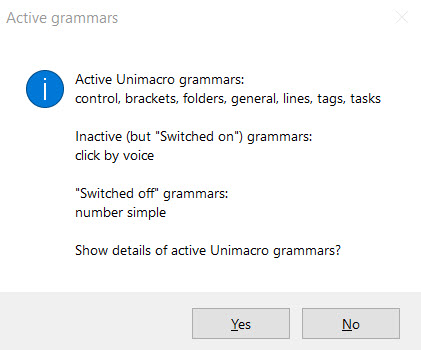 Active grammars
Active Unimacro grammars:
control, brackets, folders, general, lines, tags, tasks
Inactive (but "Switched on") grammars:
click by voice
"Switched off" grammars:
number simple
Show details of active Unimacro grammars?
Yes
No